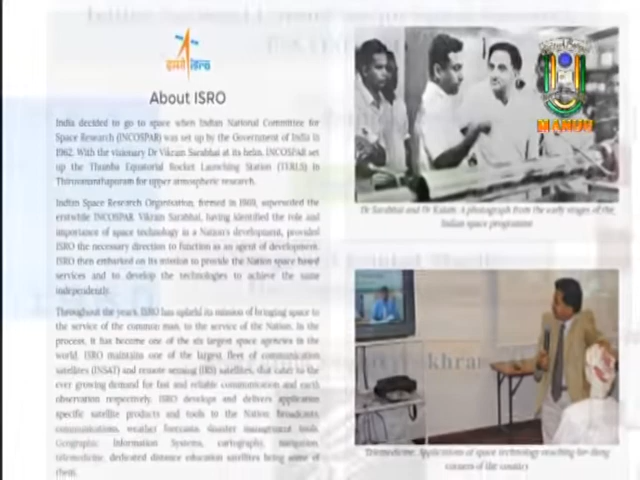 इसरो isro
About ISRO
India decided to go to space when Indian National Committee for
Space Research (INCOSPAR) was set up by the Government of India in
1962. With the visionary Dr Vikram Sarabhai at its helm, INCOSPAR set
up the Thumba Equatorial Rocket Launching Station (TERLS) in
Thiruvananthapuram for upper atmospheric research.
Indian Space Research Organisation, formed in 1969, superseded the
erstwhile INCOSPAR. Vikram Sarabhai, having identified the role and
importance of space technology in a Nation's development, provided
ISRO the necessary direction to function as an agent of development.
ISRO then embarked on its mission to provide the Nation space based
services and to develop the technologies to achieve the same
independently.
Throughout the years, ISRO has upheld its mission of bringing space to
the service of the common man, to the service of the Nation. In the
process, it has become one of the six largest space agencies in the
world. ISRO maintains one of the largest fleet of communication
satellites (INSAT) and remote sensing (IRS) satellites, that cater to the
ever growing demand for fast and reliable communication and earth
observation respectively. ISRO develops and delivers application
specific satellite products and tools to the Nation: broadcasts,
communications, weather forecasts, disaster management tools,
Geographic Information Systems, cartography, navigation,
telemedicine, dedicated distance education satellites being some of
them.
Dr Sarabhai and Dr Kalam. A photograph from the early stages of the
Indian space programme
Telemedicine. Applications of space technology reaching far-flung
corners of the country
MANUU
khran